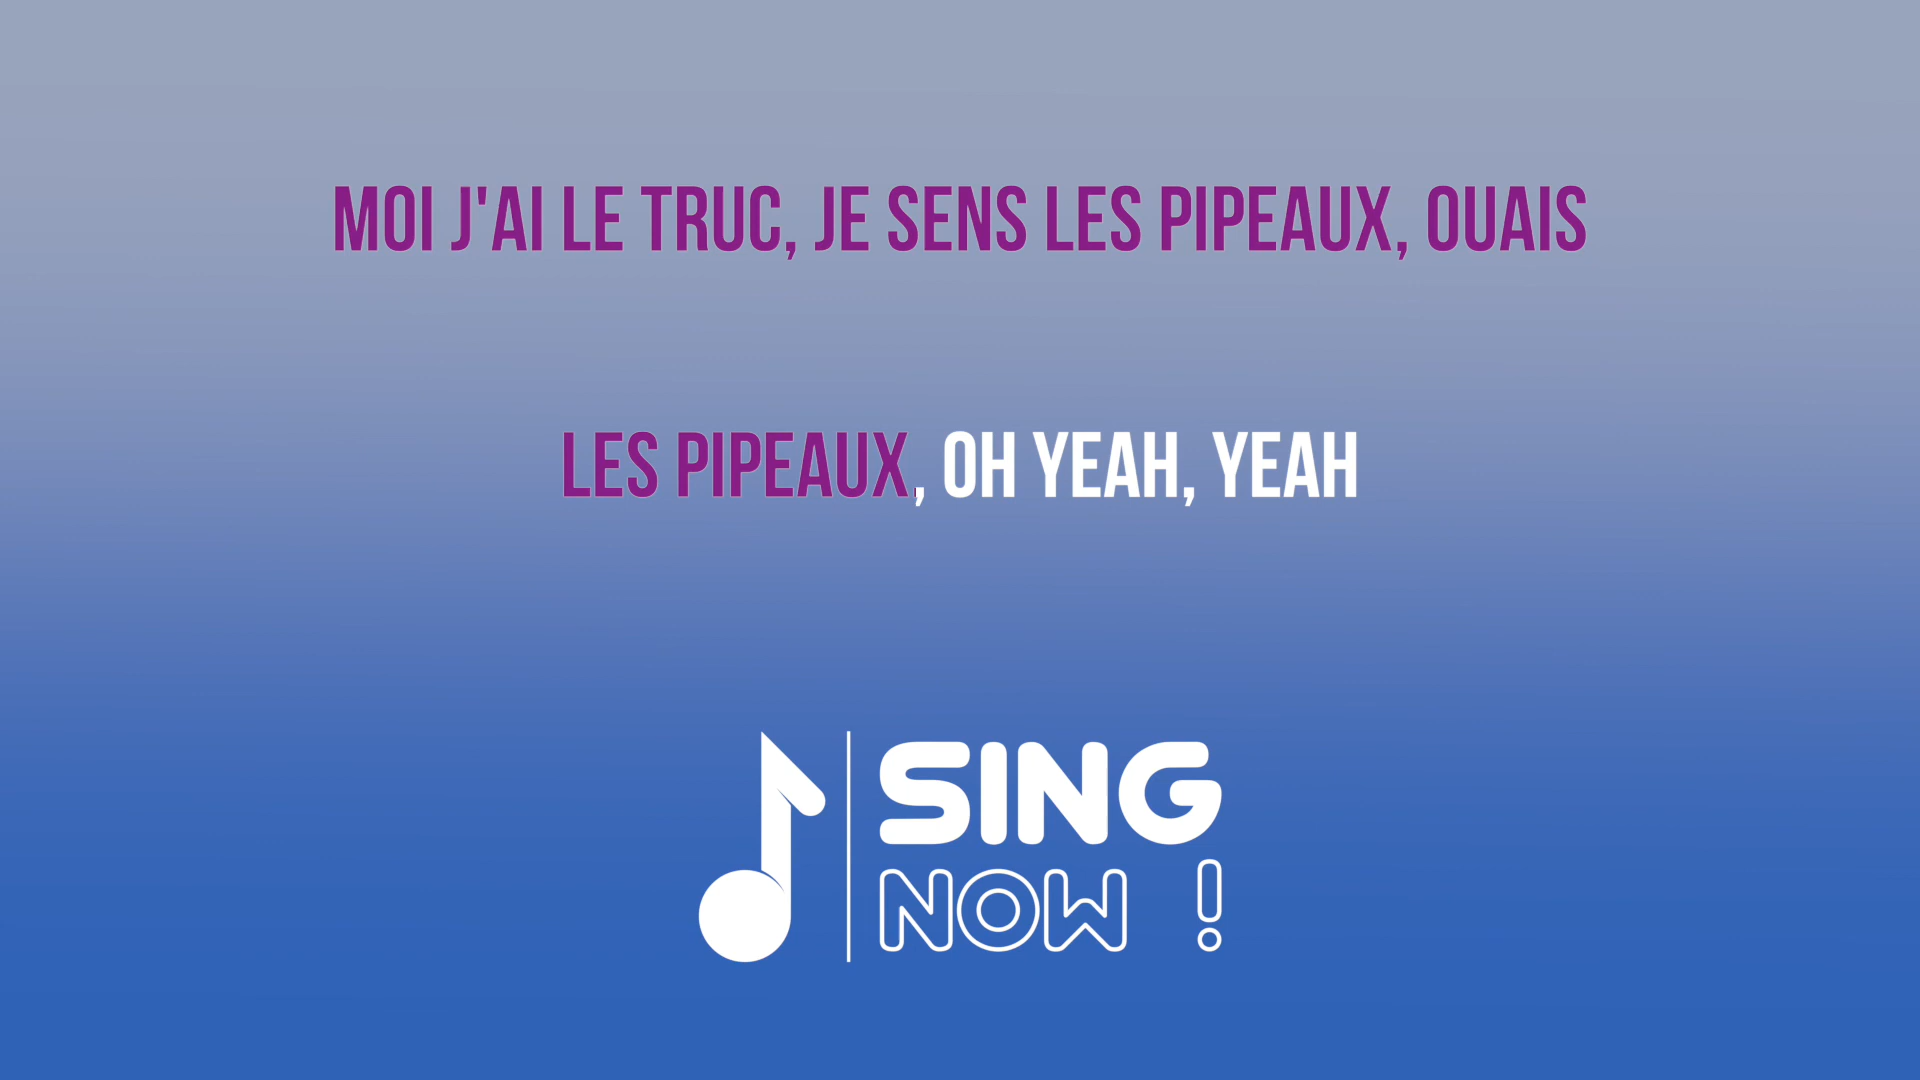 MOI J'AI LE TRUC, JE SENS LES PIPEAUX, OUAIS
LES PIPEAUX, OH YEAH, YEAH
SING
NOW !